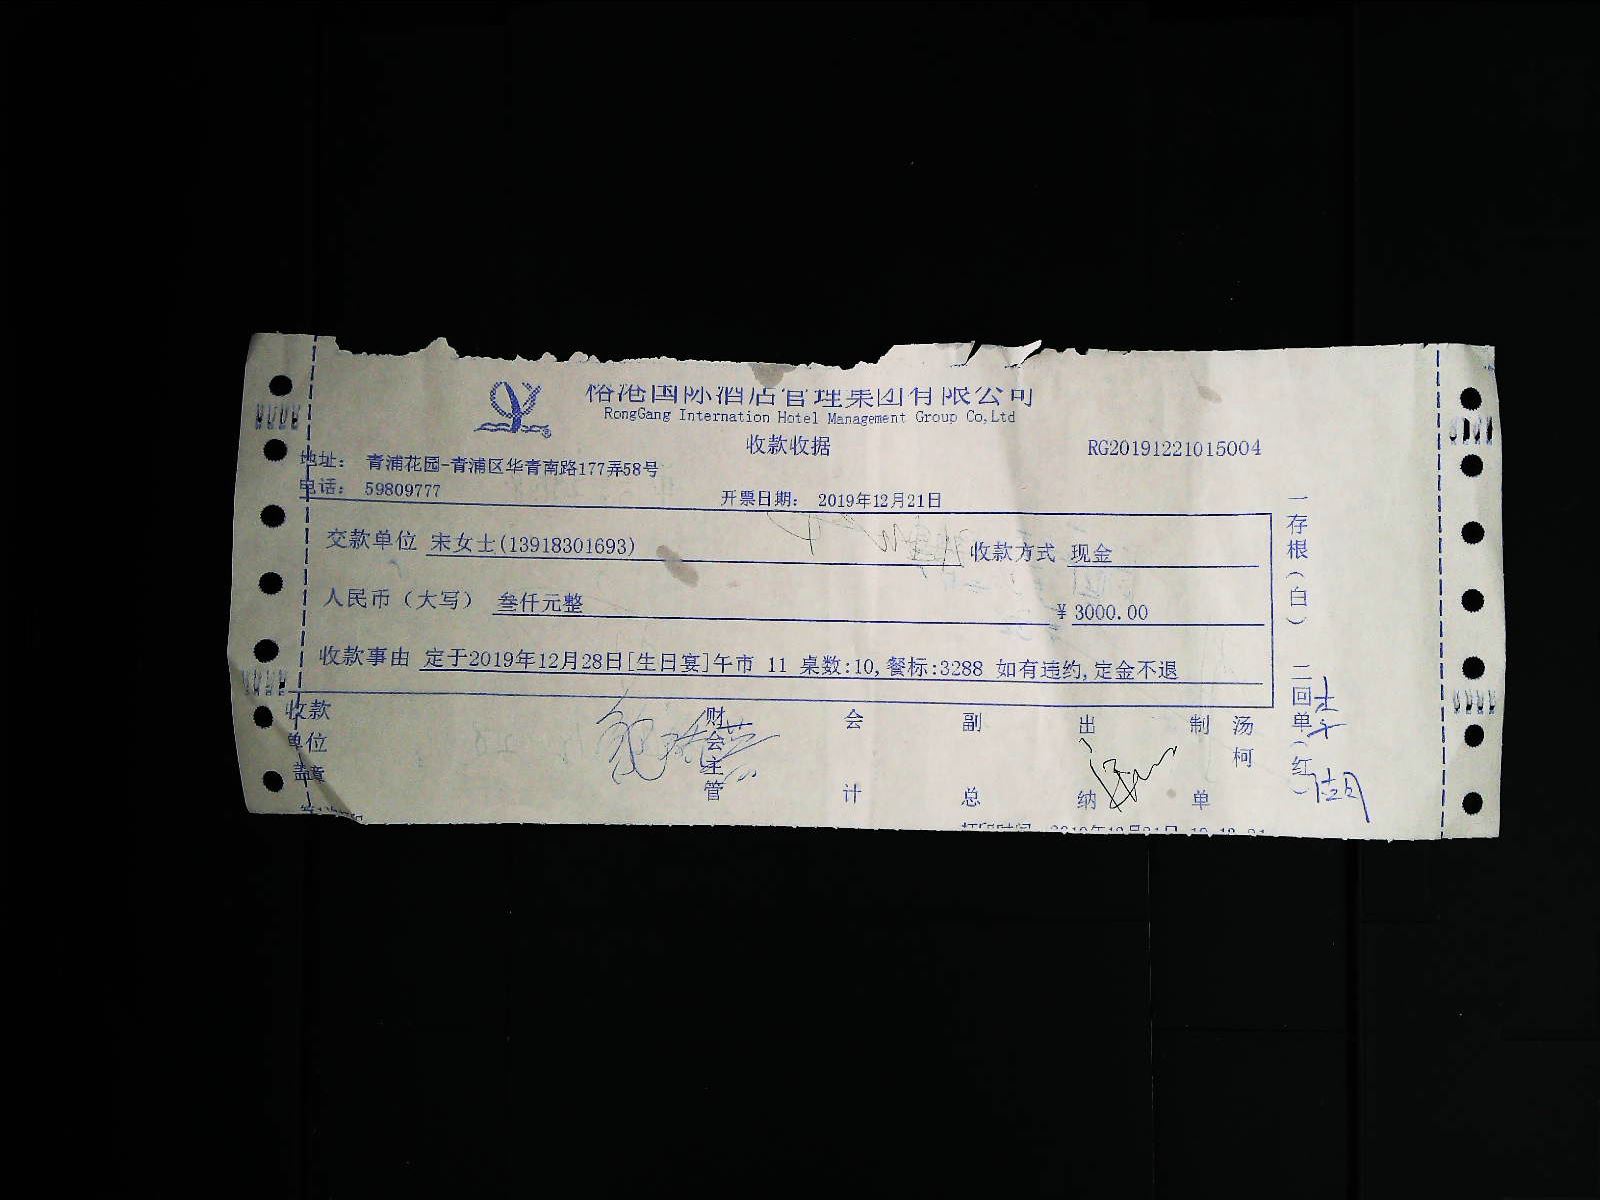 榕港国际酒店管理集团有限公司
RongGang Internation Hotel Management Group Co,Ltd
收款收据
RG20191221015004
地址： 青浦花园-青浦区华青南路177弄58号
电话： 59809777
开票日期： 2019年12月21日
交款单位 宋女士(13918301693)
收款方式 现金
人民币（大写） 叁仟元整
¥ 3000.00
收款事由 定于2019年12月28日[生日宴]午市 11 桌数:10,餐标:3288 如有违约,定金不退
一存根（白） 二回单（红）
收款单位盖章
财会主管
会计
副总
出纳
制单
汤柯